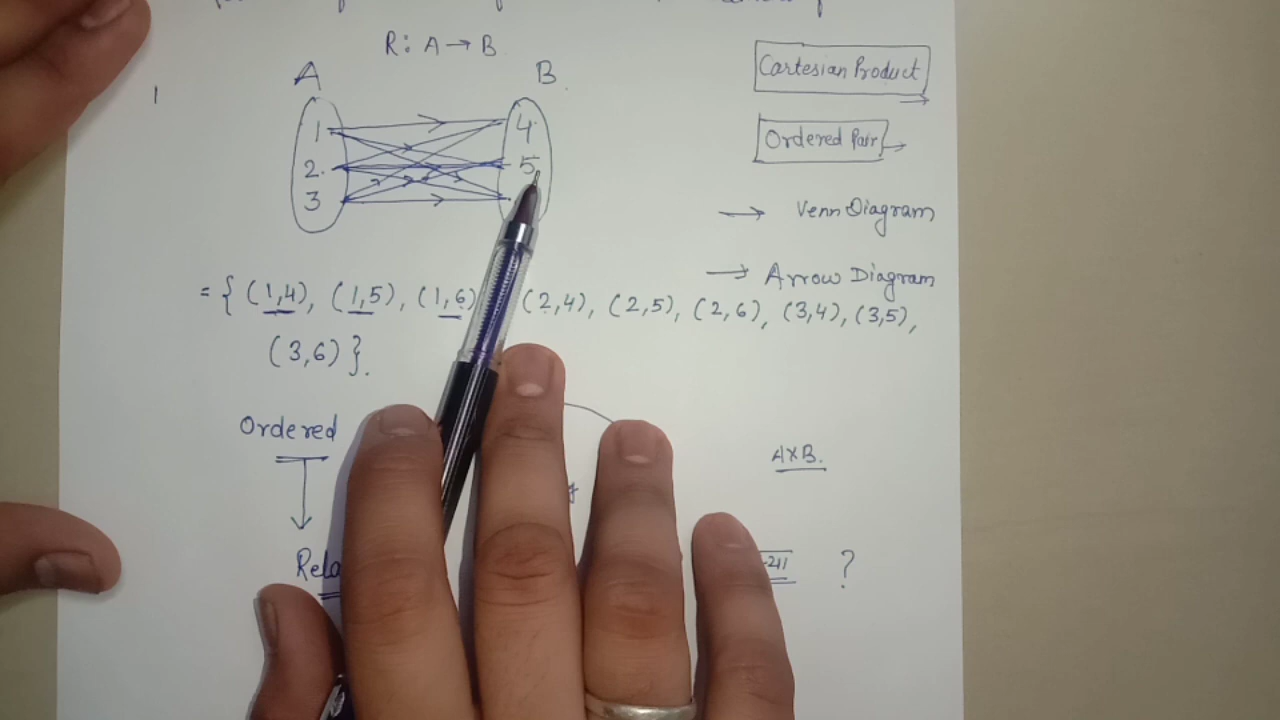 R: A → B
A B
Cartesian Product
1 4
2. 5
3
Ordered Pair
→ Venn Diagram
→ Arrow Diagram
= { (1,4), (1,5), (1,6) (2,4), (2,5), (2,6), (3,4), (3,5),
(3,6) }.
Ordered
A×B.
?